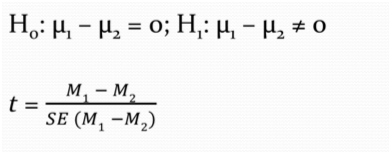 H₀: μ₁ − μ₂ = 0; H₁: μ₁ − μ₂ ≠ 0
t = M₁ − M₂ / SE (M₁ −M₂)